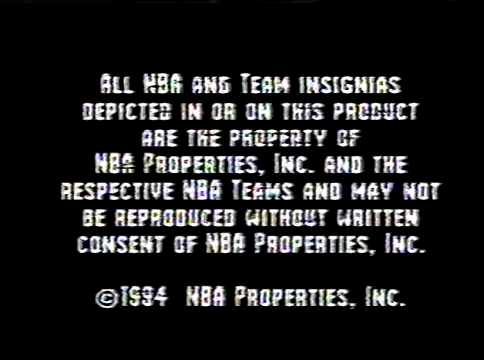 ALL NBA AND TEAM INSIGNIAS
DEPICTED IN OR ON THIS PRODUCT
ARE THE PROPERTY OF
NBA PROPERTIES, INC. AND THE
RESPECTIVE NBA TEAMS AND MAY NOT
BE REPRODUCED WITHOUT WRITTEN
CONSENT OF NBA PROPERTIES, INC.
©1994 NBA PROPERTIES, INC.